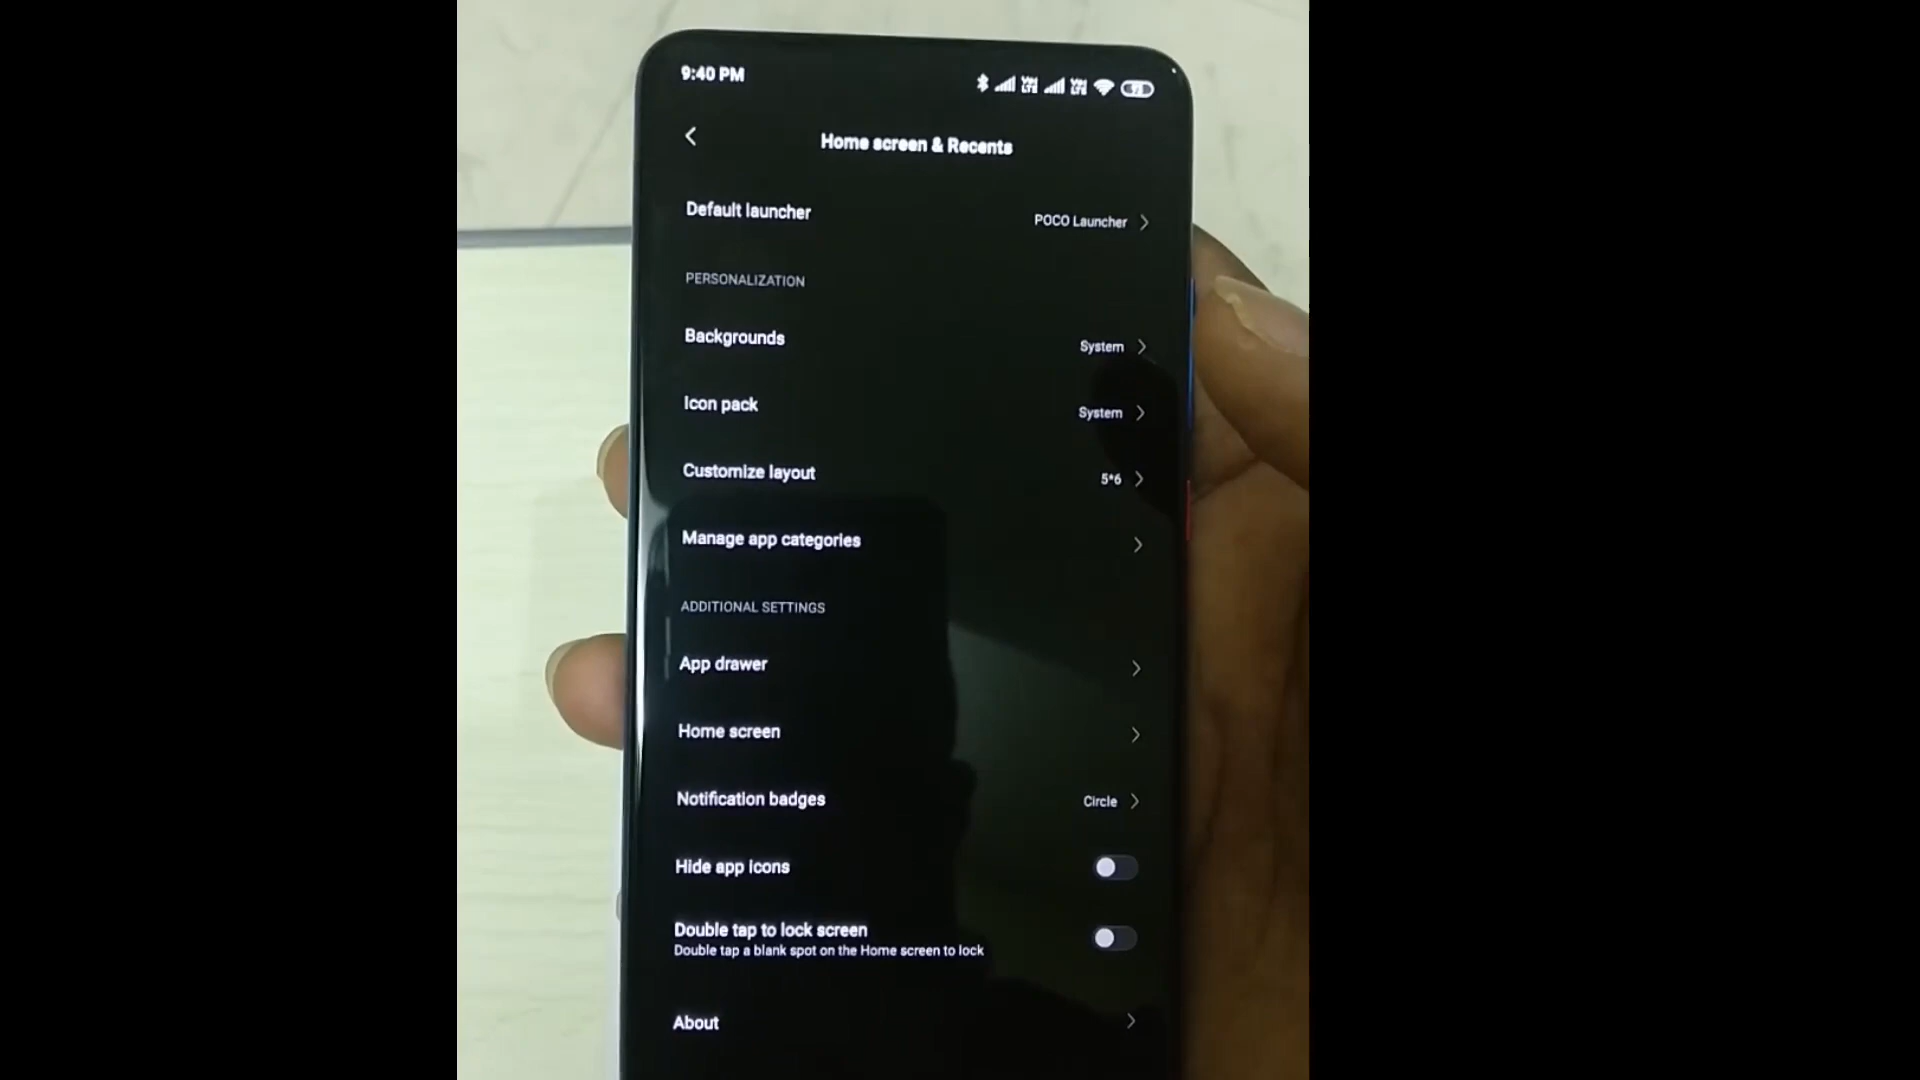 9:40 PM
Home screen & Recents
Default launcher
POCO Launcher
PERSONALIZATION
Backgrounds
System
Icon pack
System
Customize layout
5*6
Manage app categories
ADDITIONAL SETTINGS
App drawer
Home screen
Notification badges
Circle
Hide app icons
Double tap to lock screen
Double tap a blank spot on the Home screen to lock
About